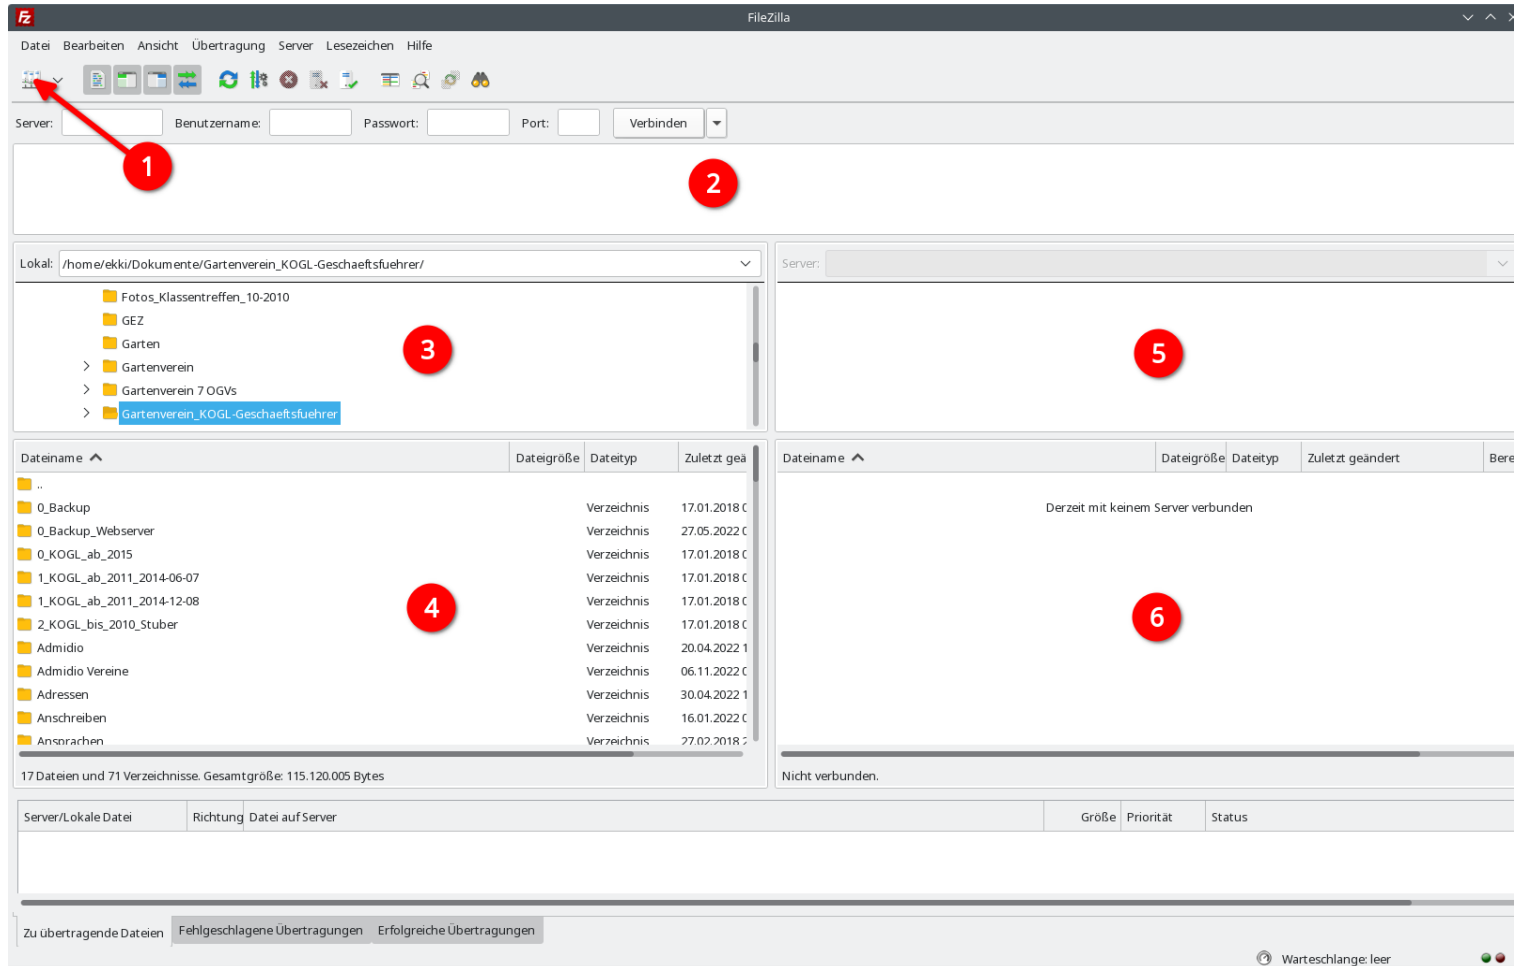 FileZilla
Datei Bearbeiten Ansicht Übertragung Server Lesezeichen Hilfe
Server: Benutzername: Passwort: Port: Verbinden
1
2
Lokal: /home/ekki/Dokumente/Gartenverein_KOGL-Geschaeftsfuehrer/
Fotos_Klassentreffen_10-2010
GEZ
Garten
Gartenverein
Gartenverein 7 OGVs
Gartenverein_KOGL-Geschaeftsfuehrer
3
Server:
5
Dateiname Dateigröße Dateityp Zuletzt geä
..
0_Backup Verzeichnis 17.01.2018
0_Backup_Webserver Verzeichnis 27.05.2022
0_KOGL_ab_2015 Verzeichnis 17.01.2018
1_KOGL_ab_2011_2014-06-07 Verzeichnis 17.01.2018
1_KOGL_ab_2011_2014-12-08 Verzeichnis 17.01.2018
2_KOGL_bis_2010_Stuber Verzeichnis 17.01.2018
Admidio Verzeichnis 20.04.2022 1
Admidio Vereine Verzeichnis 06.11.2022
Adressen Verzeichnis 30.04.2022 1
Anschreiben Verzeichnis 16.01.2022
Ansprachen Verzeichnis 27.02.2018 2
4
17 Dateien und 71 Verzeichnisse. Gesamtgröße: 115.120.005 Bytes
Dateiname Dateigröße Dateityp Zuletzt geändert Bere
Derzeit mit keinem Server verbunden
6
Nicht verbunden.
Server/Lokale Datei Richtung Datei auf Server Größe Priorität Status
Zu übertragende Dateien Fehlgeschlagene Übertragungen Erfolgreiche Übertragungen
Warteschlange: leer